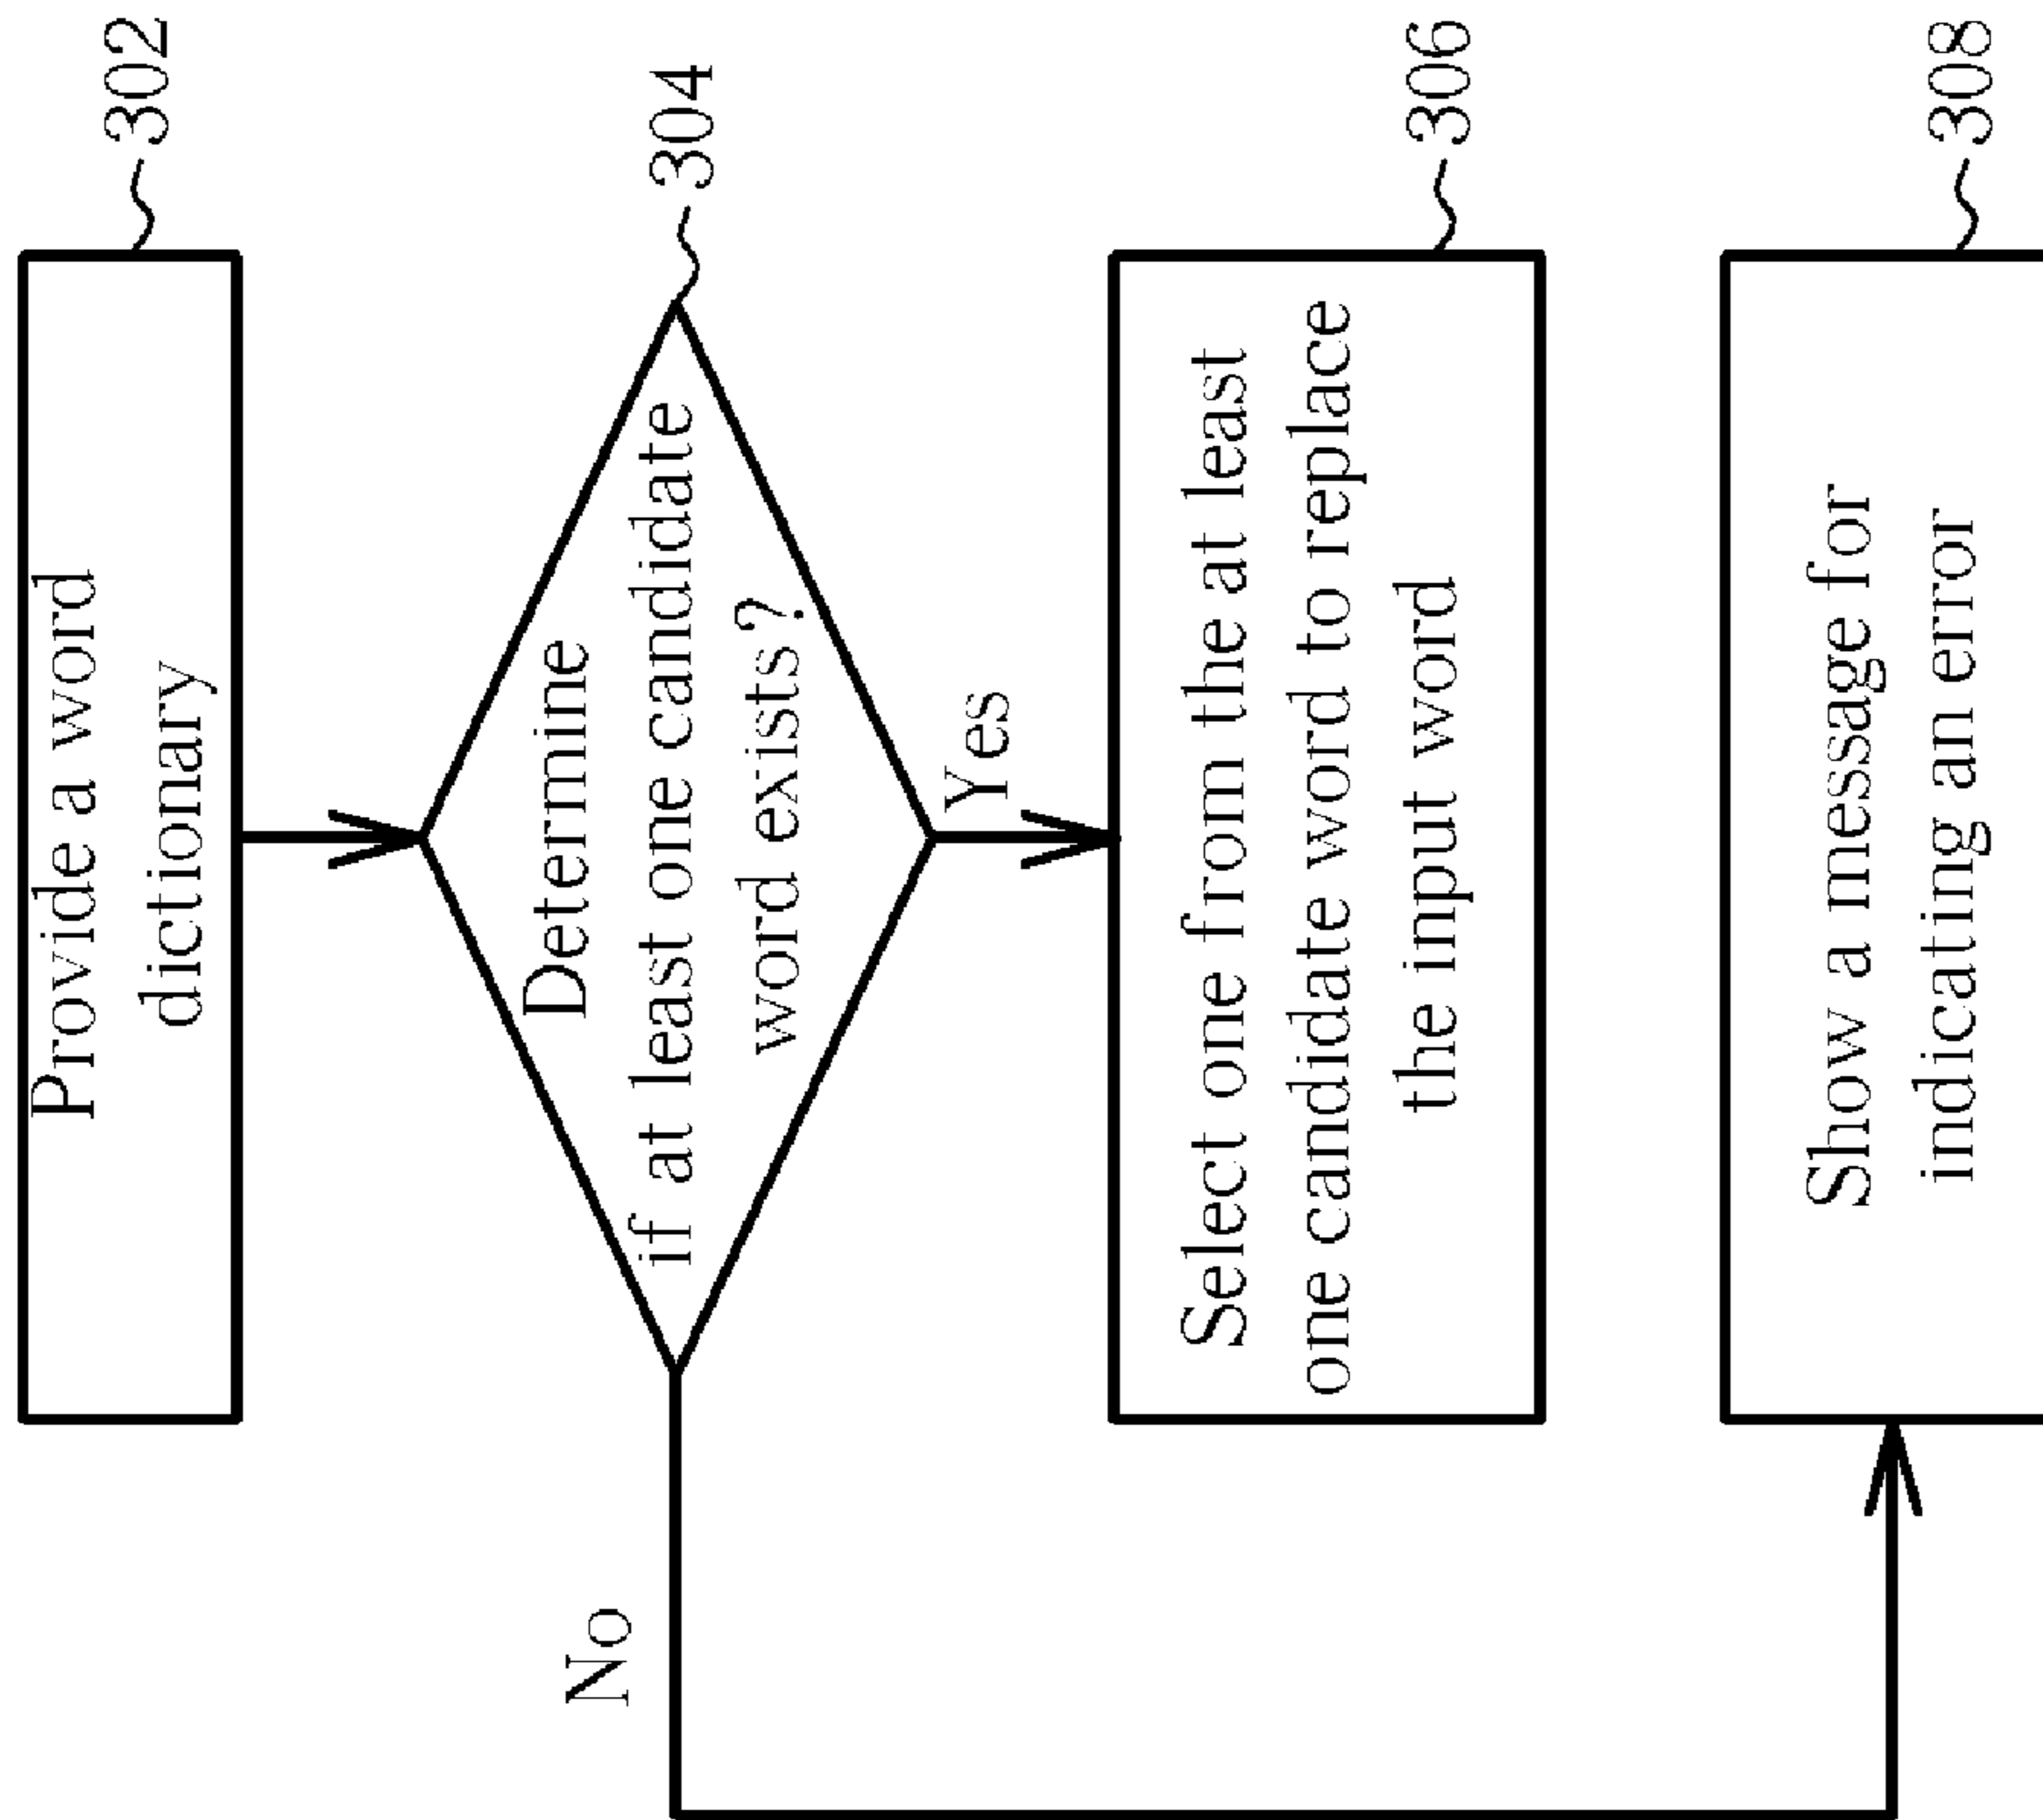 Provide a word
dictionary
302
Determine
if at least one candidate
word exists?
304
No
Yes
Select one from the at least
one candidate word to replace
the input word
306
Show a message for
indicating an error
308